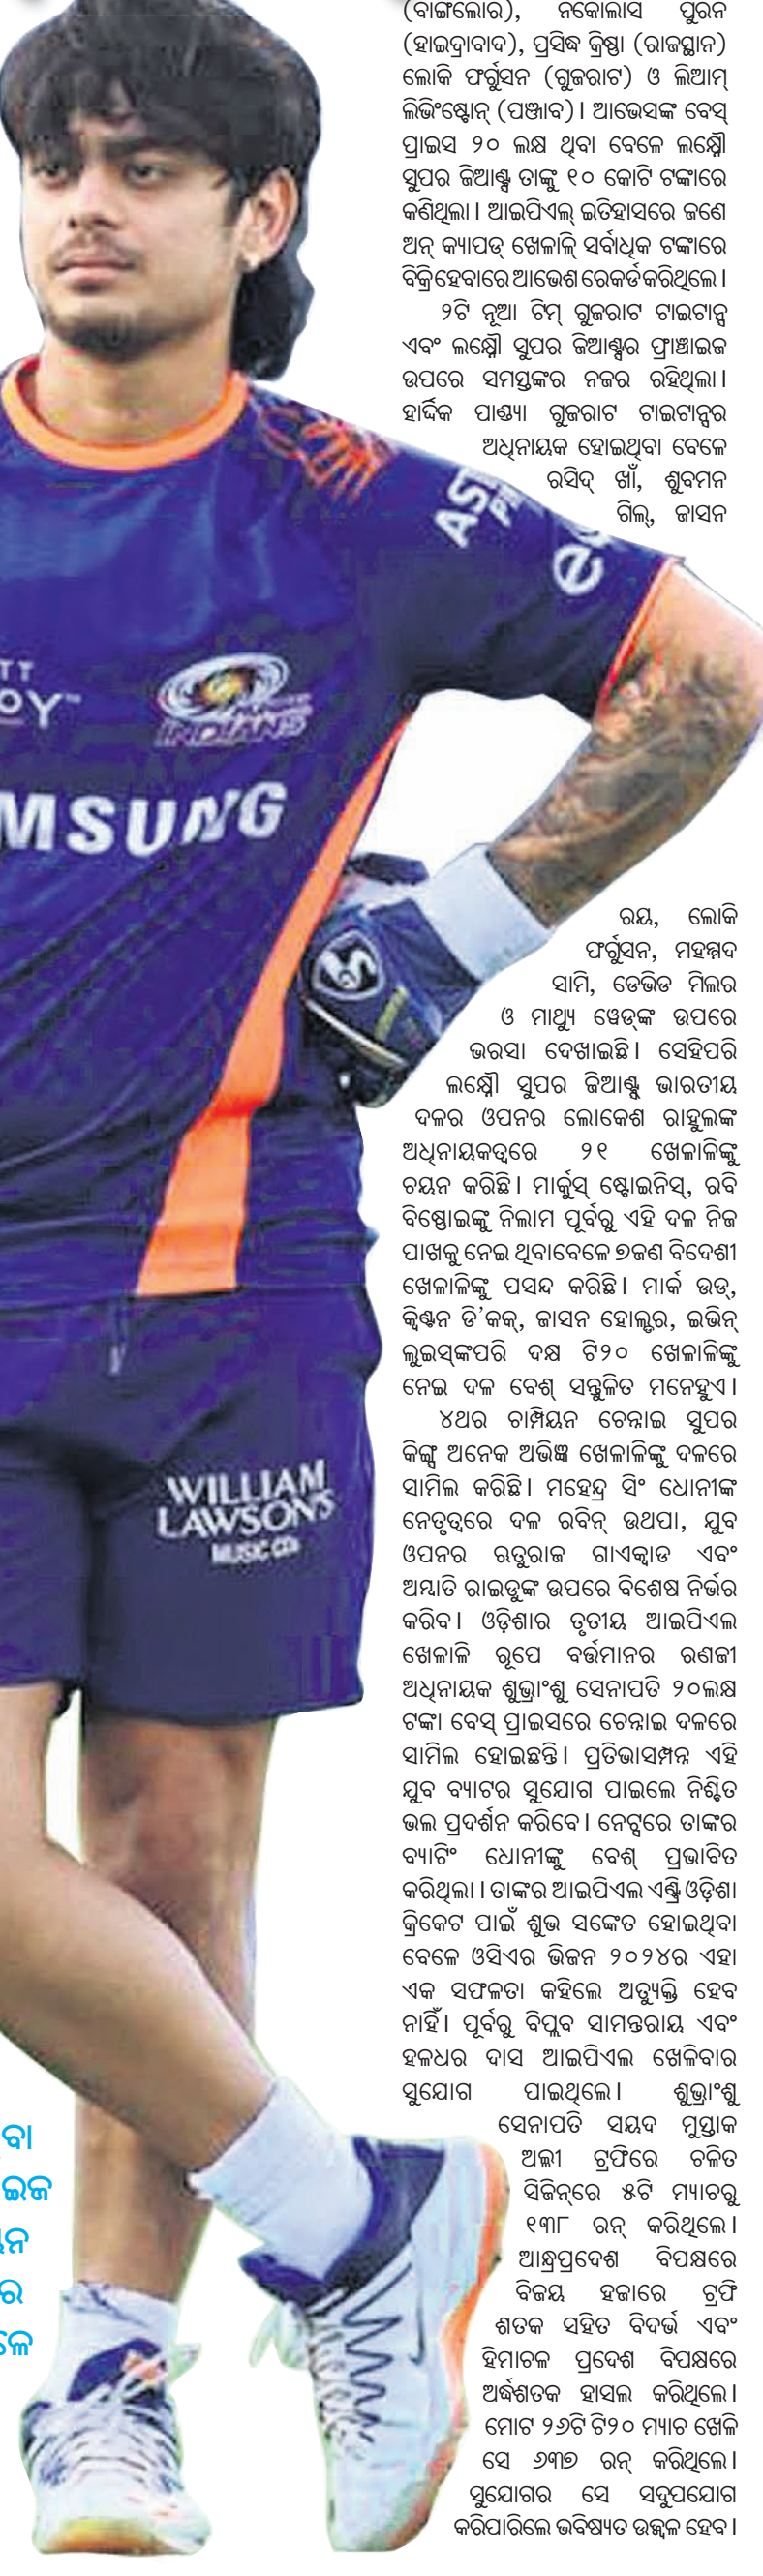 (ବାଙ୍ଗାଲୋର), ନିକୋଲାସ ପୁରନ
(ହାଇଦ୍ରାବାଦ), ପ୍ରସିଦ୍ଧ କ୍ରିଷ୍ଣା (ରାଜସ୍ଥାନ)
ଲୋକି ଫର୍ଗୁସନ (ଗୁଜରାଟ) ଓ ଲିଆମ୍
ଲିଭିଂଷ୍ଟୋନ୍ (ପଞ୍ଜାବ)। ଆଭେସଙ୍କ ବେସ୍
ପ୍ରାଇସ ୨୦ ଲକ୍ଷ ଥିବା ବେଳେ ଲକ୍ଷ୍ନୌ
ସୁପର ଜିଆଣ୍ଟ୍ସ ତାଙ୍କୁ ୧୦ କୋଟି ଟଙ୍କାରେ
କିଣିଥିଲା। ଆଇପିଏଲ୍ ଇତିହାସରେ ଜଣେ
ଅନ୍ କ୍ୟାପଡ୍ ଖେଳାଳି ସର୍ବାଧିକ ଟଙ୍କାରେ
ବିକ୍ରି ହେବାରେ ଆଭେଶ ରେକର୍ଡ କରିଥିଲେ।
୨ଟି ନୂଆ ଟିମ୍ ଗୁଜରାଟ ଟାଇଟାନ୍ସ
ଏବଂ ଲକ୍ଷ୍ନୌ ସୁପର ଜିଆଣ୍ଟ୍ସର ଫ୍ରାଞ୍ଚାଇଜ
ଉପରେ ସମସ୍ତଙ୍କର ନଜର ରହିଥିଲା।
ହାର୍ଦ୍ଦିକ ପାଣ୍ଡ୍ୟା ଗୁଜରାଟ ଟାଇଟାନ୍ସର
ଅଧିନାୟକ ହୋଇଥିବା ବେଳେ
ରସିଦ୍ ଖାଁ, ଶୁବମନ
ଗିଲ୍, ଜାସନ
INDIANS
MSUNG
ରୟ, ଲୋକି
ଫର୍ଗୁସନ, ମହମ୍ମଦ
ସାମି, ଡେଭିଡ ମିଲର
ଓ ମାଥ୍ୟୁ ୱେଡ୍‌ଙ୍କ ଉପରେ
ଭରସା ଦେଖାଇଛି। ସେହିପରି
ଲକ୍ଷ୍ନୌ ସୁପର ଜିଆଣ୍ଟ୍ସ ଭାରତୀୟ
ଦଳର ଓପନର ଲୋକେଶ ରାହୁଲଙ୍କ
ଅଧିନାୟକତ୍ୱରେ ୨୧ ଖେଳାଳିଙ୍କୁ
ଚୟନ କରିଛି। ମାର୍କୁସ୍ ଷ୍ଟୋଇନିସ୍, ରବି
ବିଷ୍ଣୋଇଙ୍କୁ ନିଲାମ ପୂର୍ବରୁ ଏହି ଦଳ ନିଜ
ପାଖକୁ ନେଇ ଥିବାବେଳେ ୭ଜଣ ବିଦେଶୀ
ଖେଳାଳିଙ୍କୁ ପସନ୍ଦ କରିଛି। ମାର୍କ ଉଡ୍,
କ୍ୱିଣ୍ଟନ ଡି'କକ୍, ଜାସନ ହୋଲ୍ଡର, ଇଭିନ୍
ଲୁଇସ୍‌ଙ୍କପରି ଦକ୍ଷ ଟି୨୦ ଖେଳାଳିଙ୍କୁ
ନେଇ ଦଳ ବେଶ୍ ସନ୍ତୁଳିତ ମନେହୁଏ।
୪ଥର ଚାମ୍ପିୟନ ଚେନ୍ନାଇ ସୁପର
କିଙ୍ଗ୍ସ ଅନେକ ଅଭିଜ୍ଞ ଖେଳାଳିଙ୍କୁ ଦଳରେ
ସାମିଲ କରିଛି। ମହେନ୍ଦ୍ର ସିଂ ଧୋନୀଙ୍କ
ନେତୃତ୍ୱରେ ଦଳ ରବିନ୍ ଉଥପା, ଯୁବ
ଓପନର ଋତୁରାଜ ଗାଏକ୍ୱାଡ ଏବଂ
ଅମ୍ବାତି ରାଇଡୁଙ୍କ ଉପରେ ବିଶେଷ ନିର୍ଭର
କରିବ। ଓଡ଼ିଶାର ତୃତୀୟ ଆଇପିଏଲ
ଖେଳାଳି ରୂପେ ବର୍ତ୍ତମାନର ରଣଜୀ
ଅଧିନାୟକ ଶୁଭ୍ରାଂଶୁ ସେନାପତି ୨୦ଲକ୍ଷ
ଟଙ୍କା ବେସ୍ ପ୍ରାଇସରେ ଚେନ୍ନାଇ ଦଳରେ
ସାମିଲ ହୋଇଛନ୍ତି। ପ୍ରତିଭାସମ୍ପନ୍ନ ଏହି
ଯୁବ ବ୍ୟାଟର ସୁଯୋଗ ପାଇଲେ ନିଶ୍ଚିତ
ଭଲ ପ୍ରଦର୍ଶନ କରିବେ। ନେଟ୍ସରେ ତାଙ୍କର
ବ୍ୟାଟିଂ ଧୋନୀଙ୍କୁ ବେଶ୍ ପ୍ରଭାବିତ
କରିଥିଲା । ତାଙ୍କର ଆଇପିଏଲ ଏଣ୍ଟ୍ରି ଓଡ଼ିଶା
କ୍ରିକେଟ ପାଇଁ ଶୁଭ ସଙ୍କେତ ହୋଇଥିବା
ବେଳେ ଓସିଏର ଭିଜନ ୨୦୨୪ର ଏହା
ଏକ ସଫଳତା କହିଲେ ଅତ୍ୟୁକ୍ତି ହେବ
ନାହିଁ। ପୂର୍ବରୁ ବିପ୍ଲବ ସାମନ୍ତରାୟ ଏବଂ
ହଳଧର ଦାସ ଆଇପିଏଲ ଖେଳିବାର
ସୁଯୋଗ ପାଇଥିଲେ। ଶୁଭ୍ରାଂଶୁ
ସେନାପତି ସୟଦ ମୁସ୍ତାକ
ଅଲ୍ଲୀ ଟ୍ରଫିରେ ଚଳିତ
ସିଜିନ୍‌ରେ ୫ଟି ମ୍ୟାଚରୁ
୧୩୮ ରନ୍ କରିଥିଲେ।
ଆନ୍ଧ୍ରପ୍ରଦେଶ ବିପକ୍ଷରେ
ବିଜୟ ହଜାରେ ଟ୍ରଫି
ଶତକ ସହିତ ବିଦର୍ଭ ଏବଂ
ହିମାଚଳ ପ୍ରଦେଶ ବିପକ୍ଷରେ
ଅର୍ଦ୍ଧଶତକ ହାସଲ କରିଥିଲେ।
ମୋଟ ୨୬ଟି ଟି୨୦ ମ୍ୟାଚ ଖେଳି
ସେ ୬୩୭ ରନ୍ କରିଥିଲେ।
ସୁଯୋଗର ସେ ସଦୁପଯୋଗ
କରିପାରିଲେ ଭବିଷ୍ୟତ ଉଜ୍ଜ୍ୱଳ ହେବ।
WILLIAM
LAWSON'S
MUSIC CDs